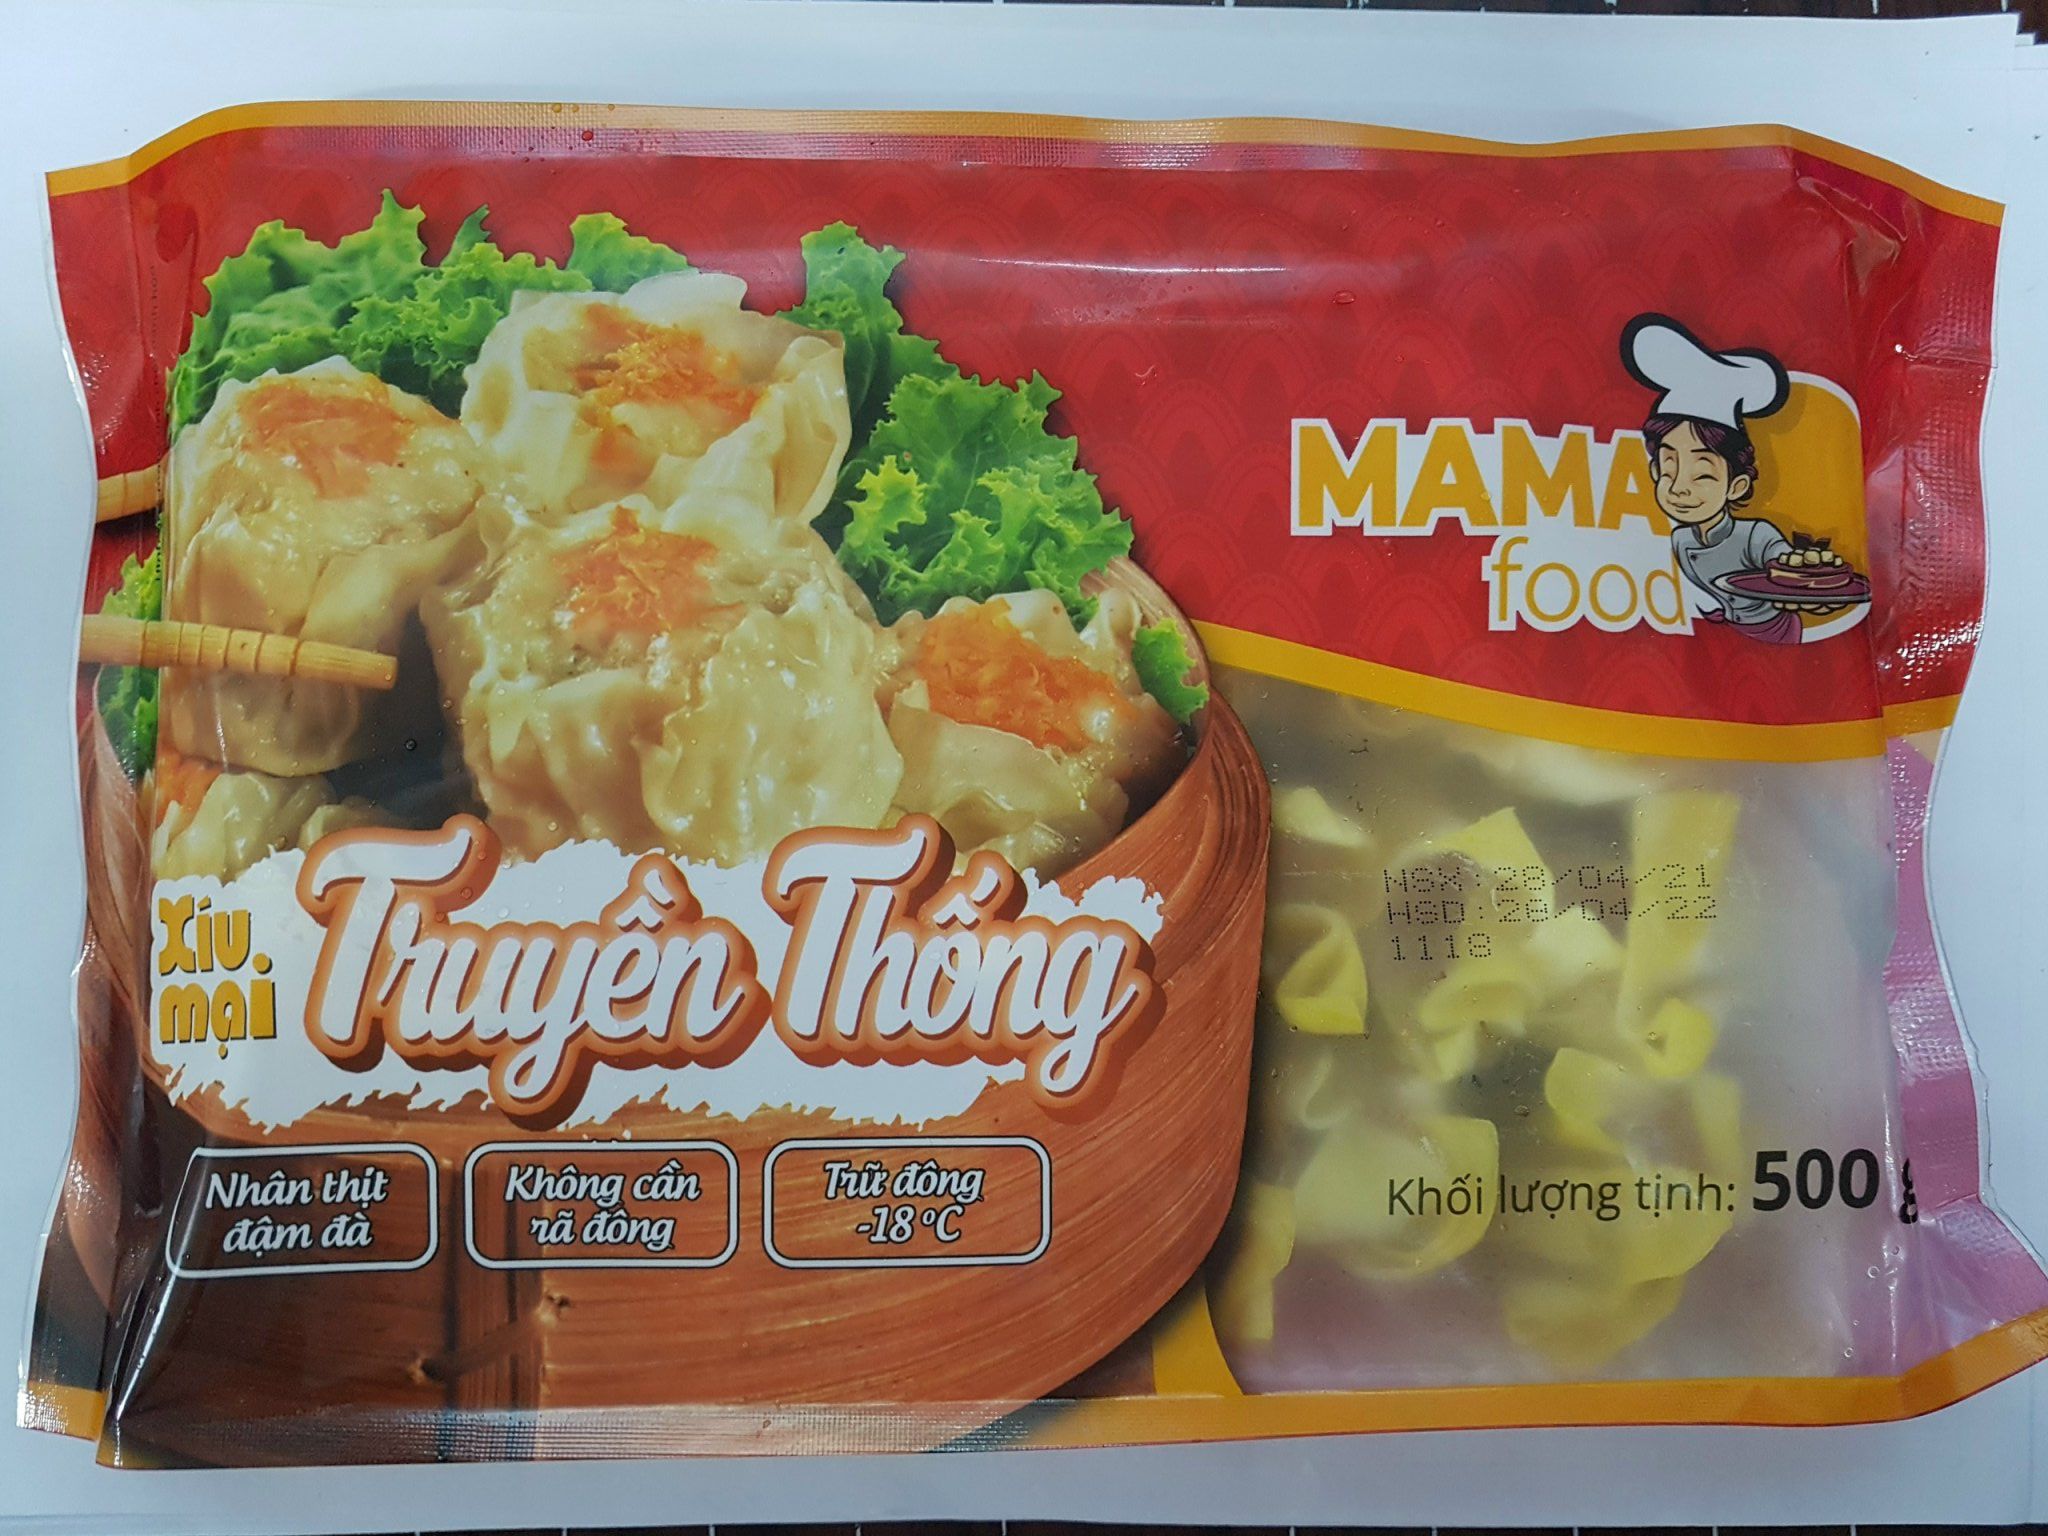 MAMA
food
Xíu
mại
Truyền Thống
Nhân thịt
đậm đà
Không cần
rã đông
Trữ đông
-18 °C
NSX:28/04/21
HSD:28/04/22
1118
Khối lượng tịnh: 500 g